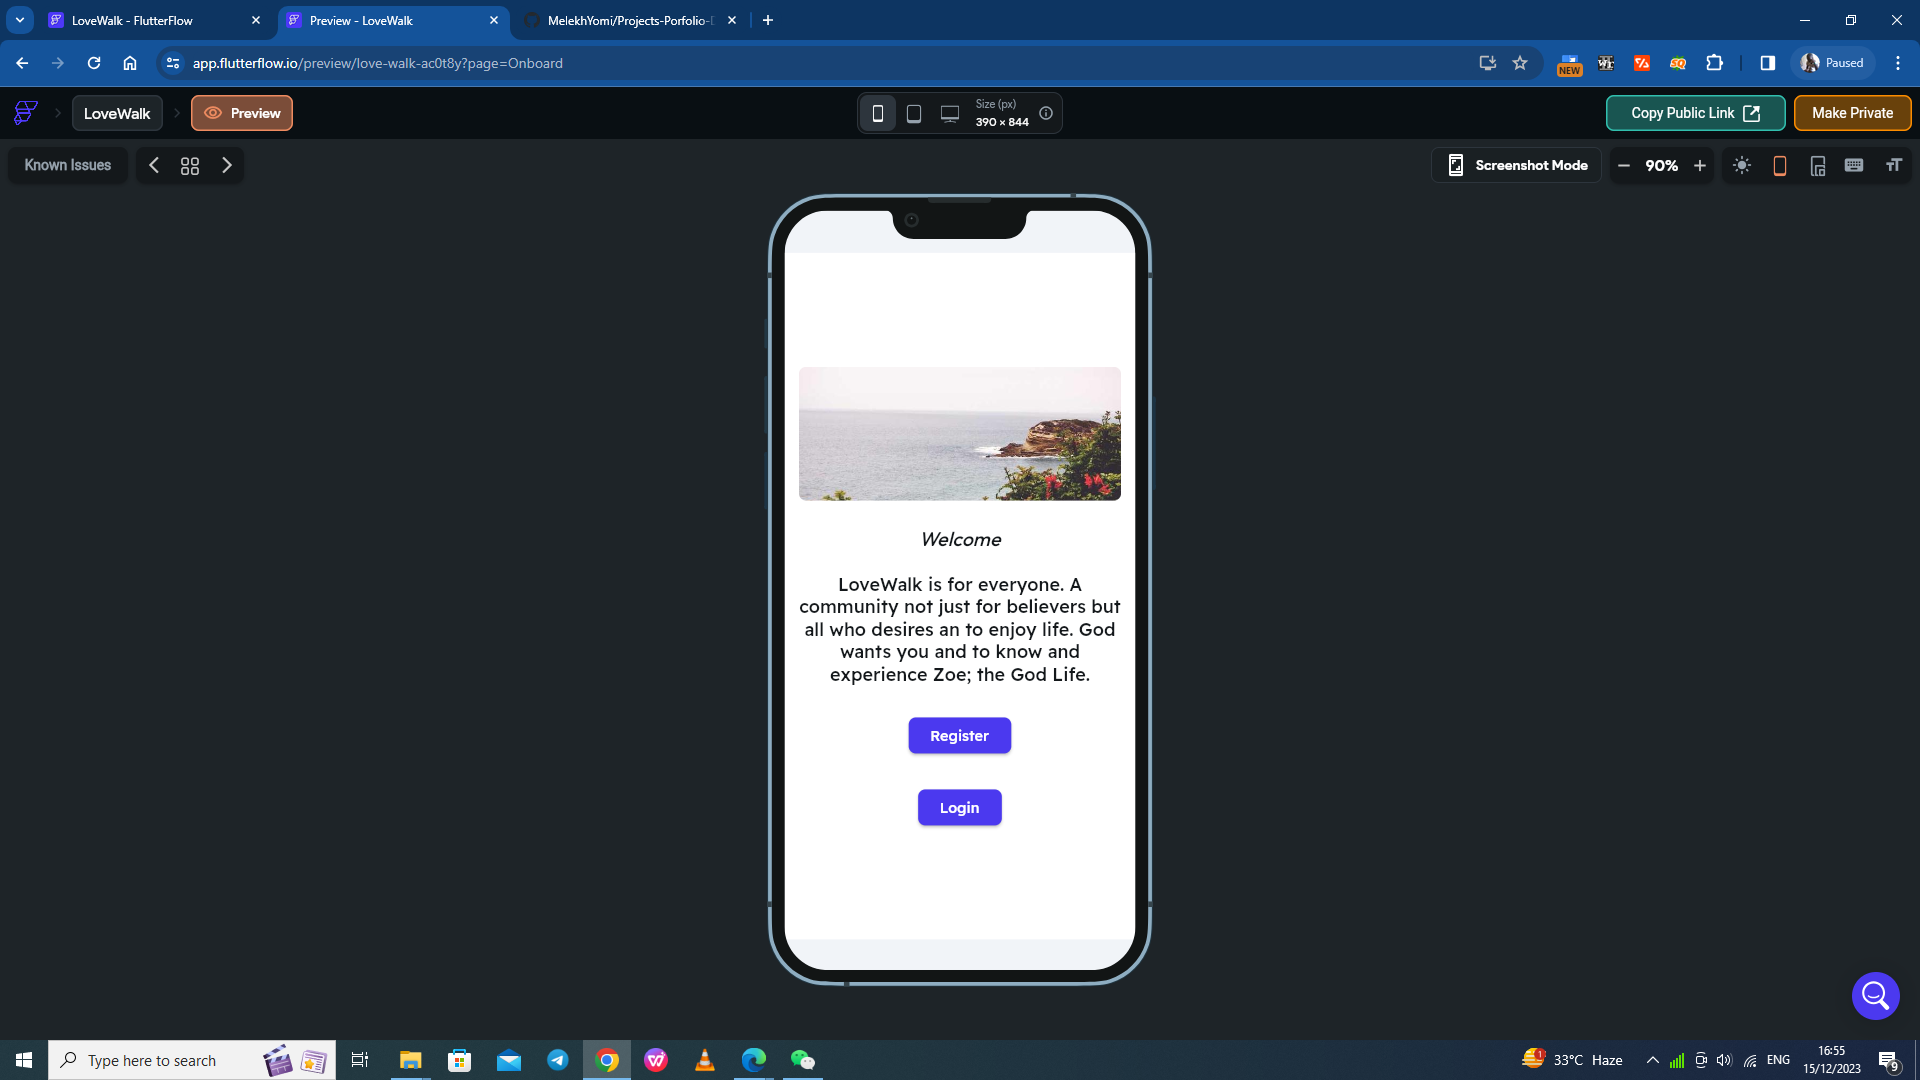 LoveWalk - FlutterFlow
Preview - LoveWalk
MelekhYomi/Projects-Porfolio-D
app.flutterflow.io/preview/love-walk-ac0t8y?page=Onboard
NEW
Paused
LoveWalk
Preview
Size (px)
390 × 844
Copy Public Link
Make Private
Known Issues
Screenshot Mode
90%
Welcome
LoveWalk is for everyone. A
community not just for believers but
all who desires an to enjoy life. God
wants you and to know and
experience Zoe; the God Life.
Register
Login
Type here to search
1
33°C Haze
ENG
16:55
15/12/2023
9